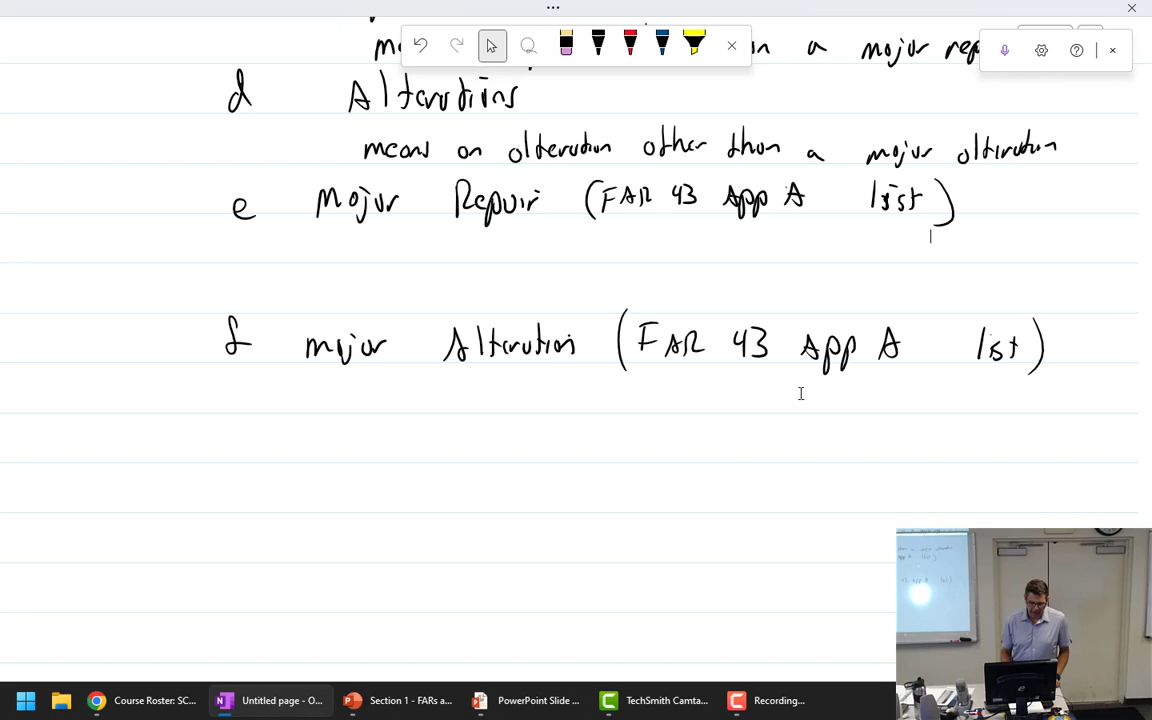 a major rep
d Alterations
means an alteration other than a major alteration
e Major Repair (FAR 43 App A list)
f major Alteration (FAR 43 App A list)
Course Roster: SC...
Untitled page - O...
Section 1 - FARs a...
PowerPoint Slide ...
TechSmith Camta...
Recording...